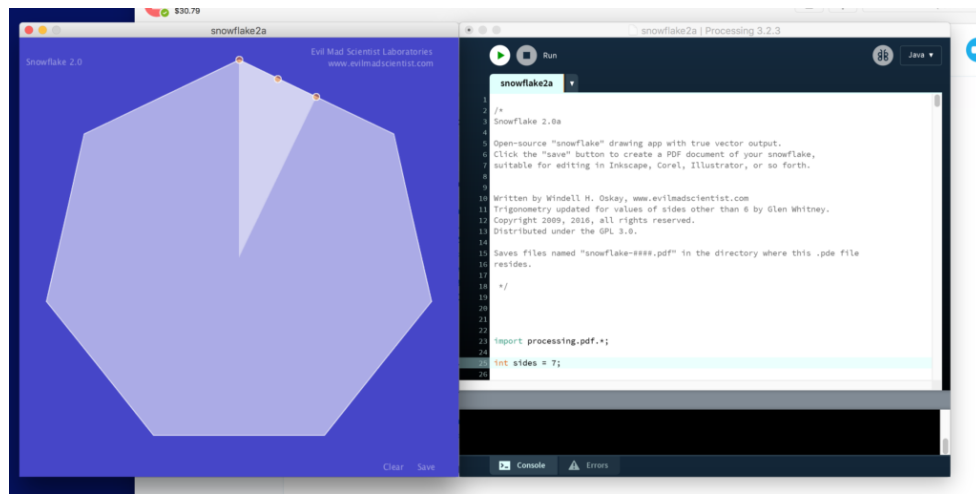 $30.79
snowflake2a
Snowflake 2.0
Evil Mad Scientist Laboratories
www.evilmadscientist.com
Clear Save
snowflake2a | Processing 3.2.3
Run
Java ▾
snowflake2a ▾
1
2 /*
3 Snowflake 2.0a
4
5 Open-source "snowflake" drawing app with true vector output.
6 Click the "save" button to create a PDF document of your snowflake,
7 suitable for editing in Inkscape, Corel, Illustrator, or so forth.
8
9
10 Written by Windell H. Oskay, www.evilmadscientist.com
11 Trigonometry updated for values of sides other than 6 by Glen Whitney.
12 Copyright 2009, 2016, all rights reserved.
13 Distributed under the GPL 3.0.
14
15 Saves files named "snowflake-####.pdf" in the directory where this .pde file
16 resides.
17
18 */
19
20
21
22
23 import processing.pdf.*;
24
25 int sides = 7;
26
Console Errors